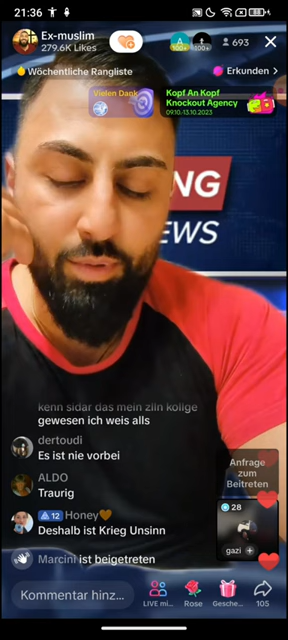 21:36
Ex-muslim
279.6K Likes
100+
100+
693
Wöchentliche Rangliste
Erkunden
Vielen Dank
Kopf An Kopf
Knockout Agency
09.10.-13.10.2023
NG
EWS
kenn sidar das mein ziln kollge
gewesen ich weis alls
dertoudi
Es ist nie vorbei
ALDO
Traurig
12 Honey🧡
Deshalb ist Krieg Unsinn
Marcin ist beigetreten
Anfrage
zum
Beitreten
28
gazi +
Kommentar hinz...
LIVE mi...
Rose
Gesche...
105